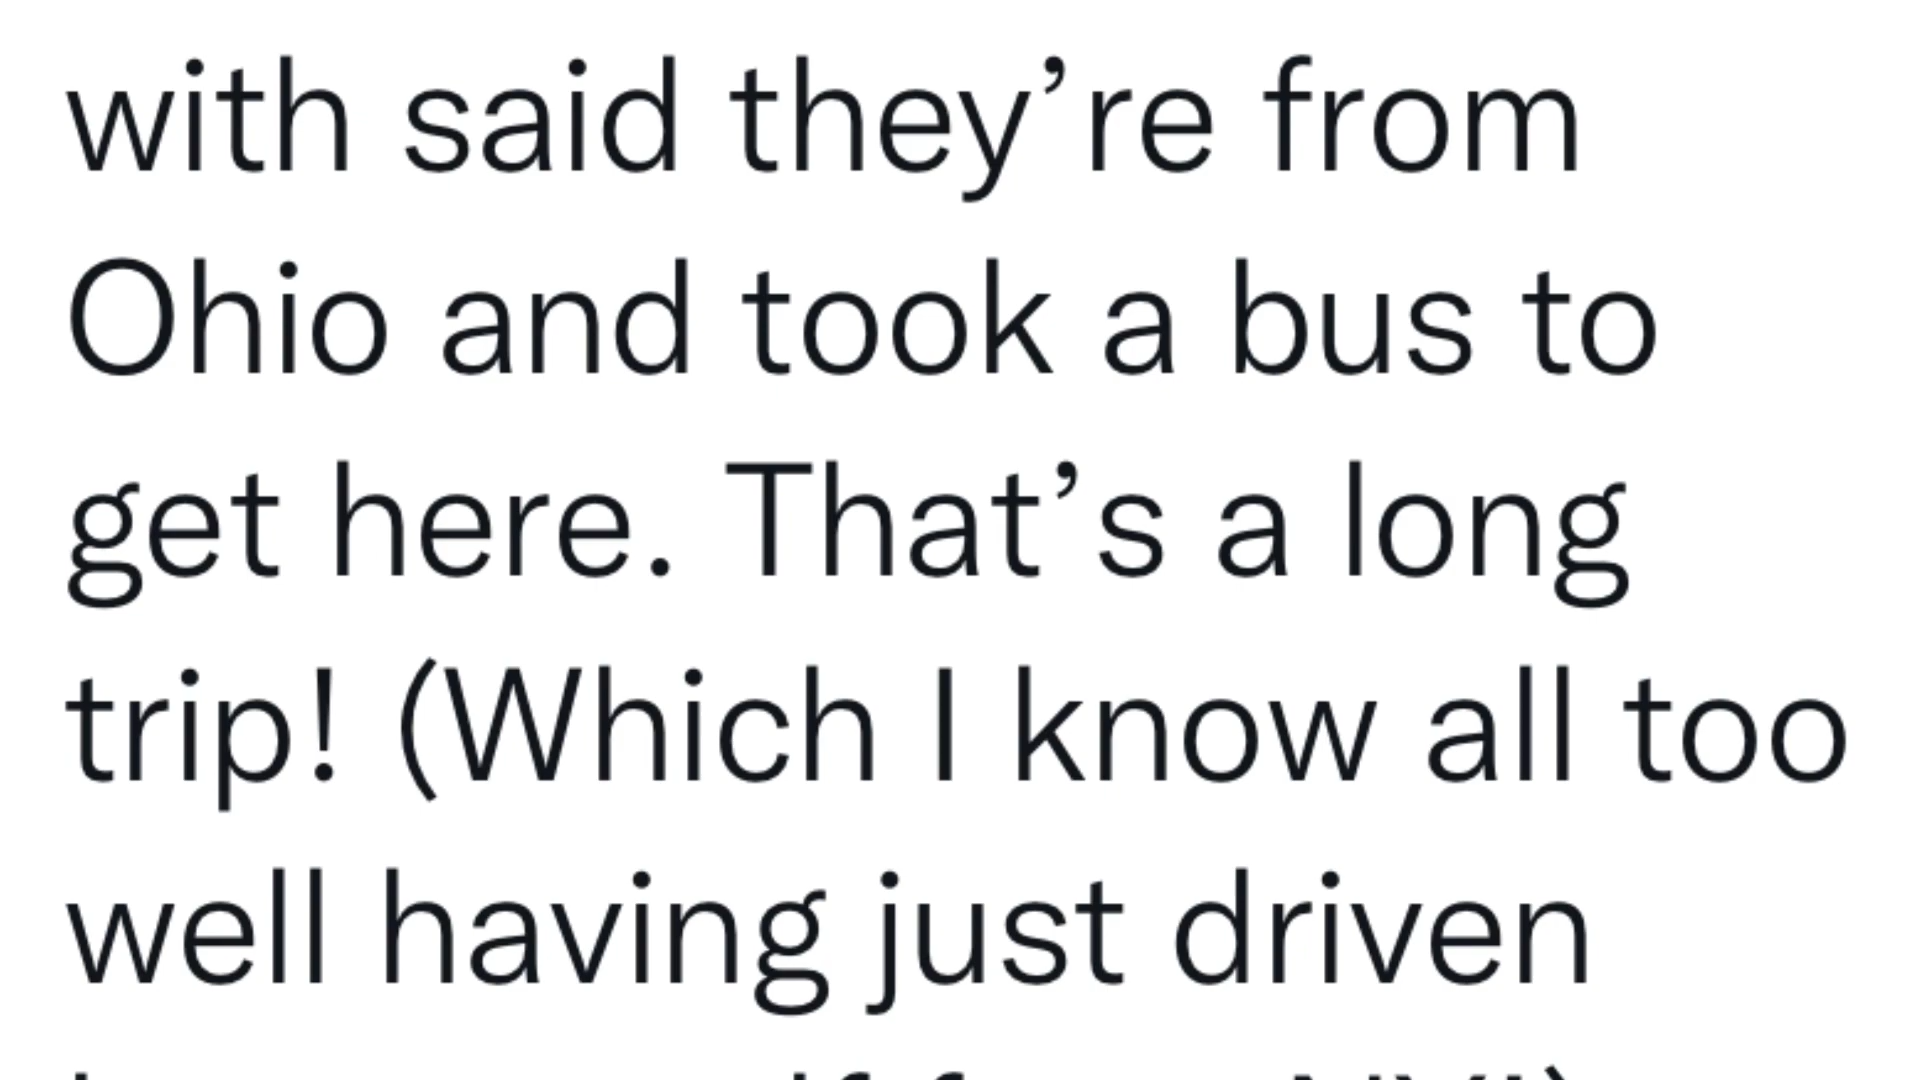 with said they’re from
Ohio and took a bus to
get here. That’s a long
trip! (Which I know all too
well having just driven